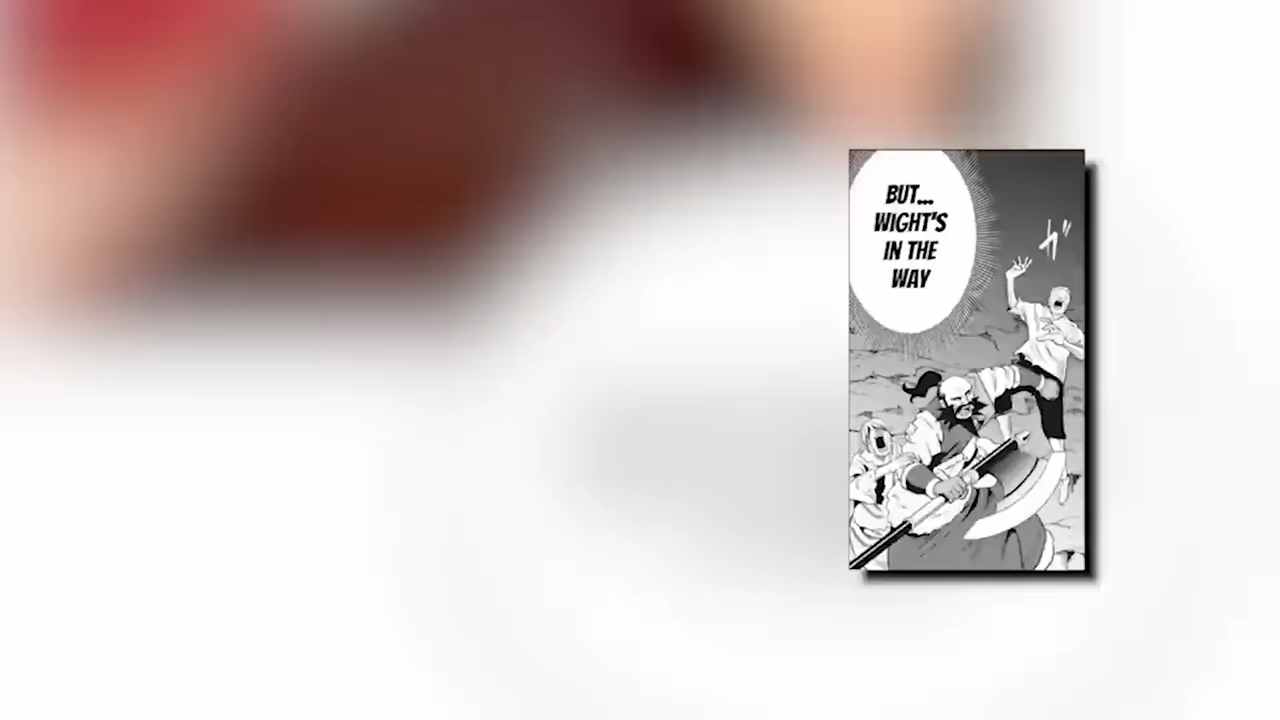 BUT...
WIGHT'S
IN THE
WAY
ガ